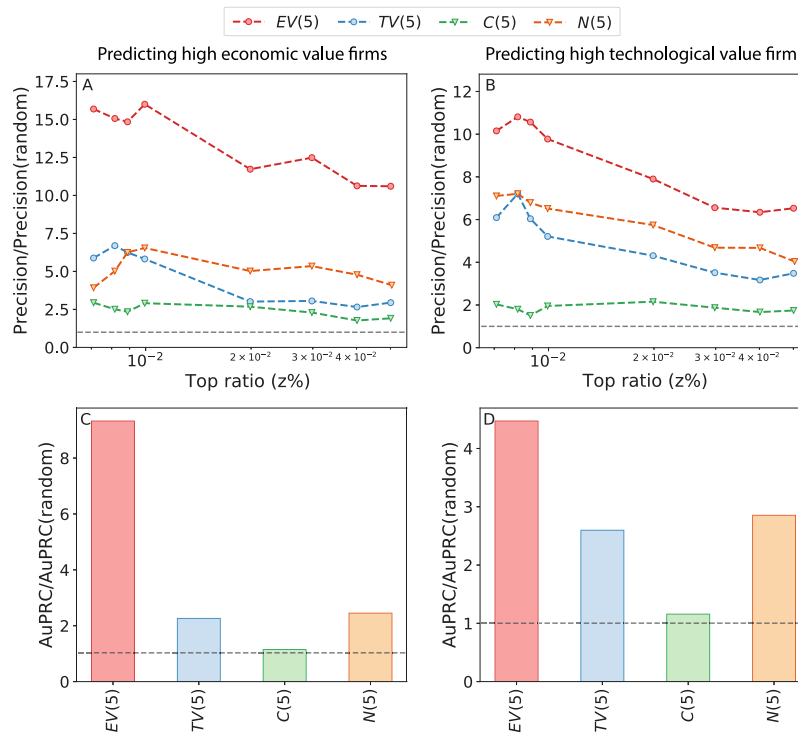 EV(5) TV(5) C(5) N(5)
Predicting high economic value firms
Predicting high technological value firm
A
17.5
15.0
12.5
10.0
7.5
5.0
2.5
0.0
Precision/Precision(random)
10⁻²
2×10⁻²
3×10⁻²
4×10⁻²
Top ratio (z%)
B
12
10
8
6
4
2
0
Precision/Precision(random)
10⁻²
2×10⁻²
3×10⁻²
4×10⁻²
Top ratio (z%)
C
8
6
4
2
0
AuPRC/AuPRC(random)
EV(5)
TV(5)
C(5)
N(5)
D
4
3
2
1
0
AuPRC/AuPRC(random)
EV(5)
TV(5)
C(5)
N(5)